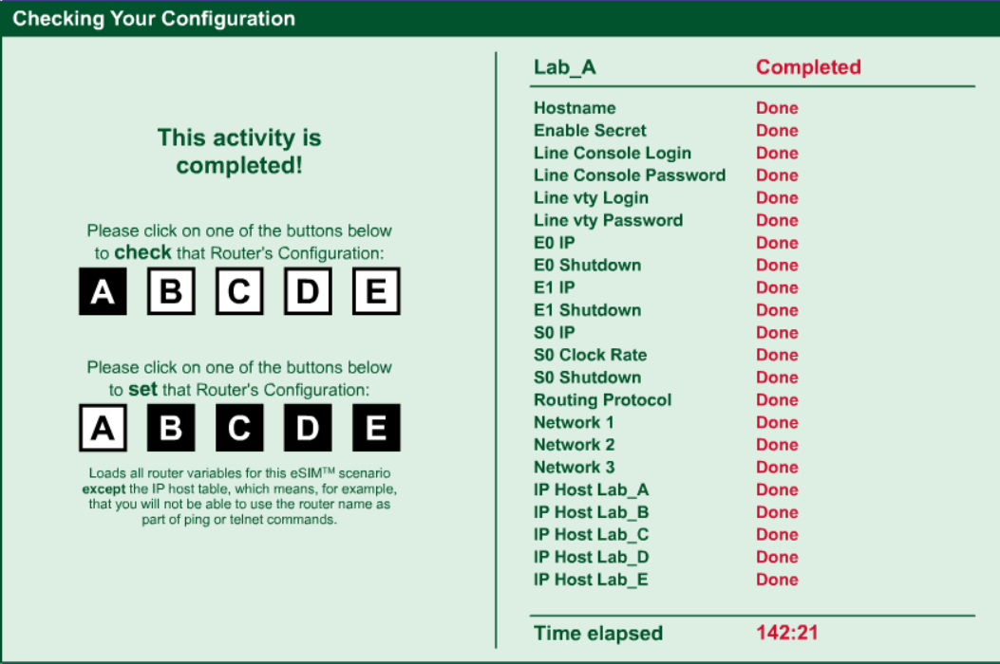 Checking Your Configuration
This activity is
completed!
Please click on one of the buttons below
to check that Router's Configuration:
A B C D E
Please click on one of the buttons below
to set that Router's Configuration:
A B C D E
Loads all router variables for this eSIM™ scenario
except the IP host table, which means, for example,
that you will not be able to use the router name as
part of ping or telnet commands.
Lab_A Completed
Hostname Done
Enable Secret Done
Line Console Login Done
Line Console Password Done
Line vty Login Done
Line vty Password Done
E0 IP Done
E0 Shutdown Done
E1 IP Done
E1 Shutdown Done
S0 IP Done
S0 Clock Rate Done
S0 Shutdown Done
Routing Protocol Done
Network 1 Done
Network 2 Done
Network 3 Done
IP Host Lab_A Done
IP Host Lab_B Done
IP Host Lab_C Done
IP Host Lab_D Done
IP Host Lab_E Done
Time elapsed 142:21